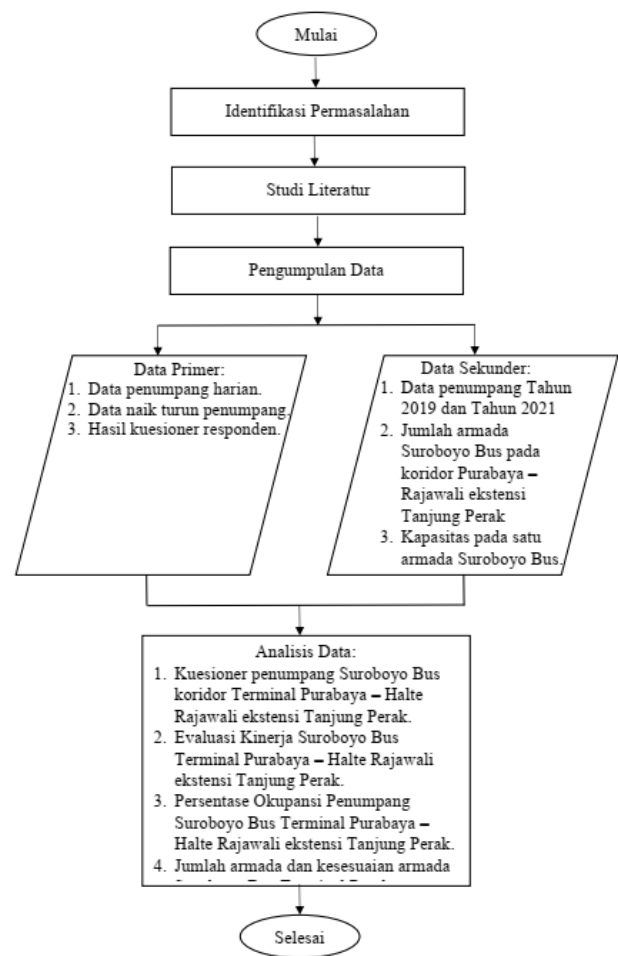 Mulai
Identifikasi Permasalahan
Studi Literatur
Pengumpulan Data
Data Primer:
1. Data penumpang harian.
2. Data naik turun penumpang.
3. Hasil kuesioner responden.
Data Sekunder:
1. Data penumpang Tahun
2019 dan Tahun 2021
2. Jumlah armada
Suroboyo Bus pada
koridor Purabaya –
Rajawali ekstensi
Tanjung Perak
3. Kapasitas pada satu
armada Suroboyo Bus.
Analisis Data:
1. Kuesioner penumpang Suroboyo Bus
koridor Terminal Purabaya – Halte
Rajawali ekstensi Tanjung Perak.
2. Evaluasi Kinerja Suroboyo Bus
Terminal Purabaya – Halte Rajawali
ekstensi Tanjung Perak.
3. Persentase Okupansi Penumpang
Suroboyo Bus Terminal Purabaya –
Halte Rajawali ekstensi Tanjung Perak.
4. Jumlah armada dan kesesuaian armada
Selesai